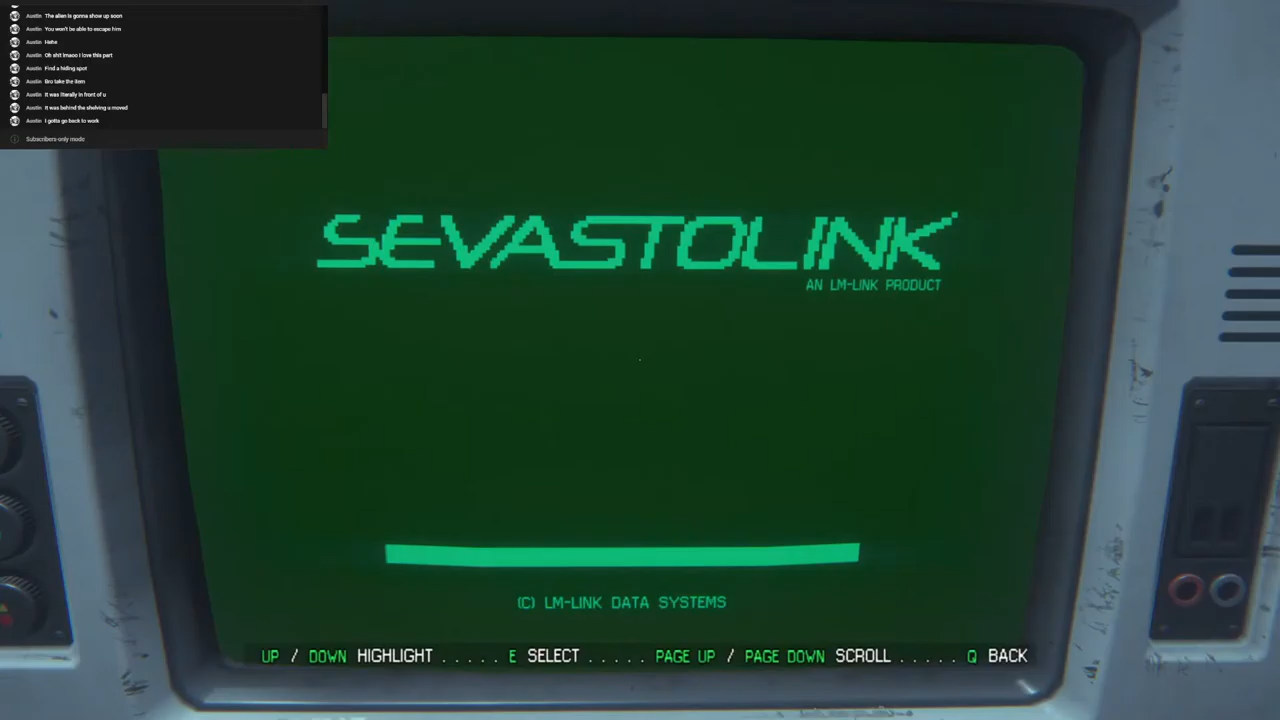 Austin The alien is gonna show up soon
Austin You won't be able to escape him
Austin Hehe
Austin Oh shit lmaoo I love this part
Austin Find a hiding spot
Austin Bro take the item
Austin It was literally in front of u
Austin It was behind the shelving u moved
Austin I gotta go back to work
Subscribers-only mode
SEVASTOLINK
AN LM-LINK PRODUCT
(C) LM-LINK DATA SYSTEMS
UP / DOWN HIGHLIGHT ..... E SELECT ..... PAGE UP / PAGE DOWN SCROLL ..... Q BACK